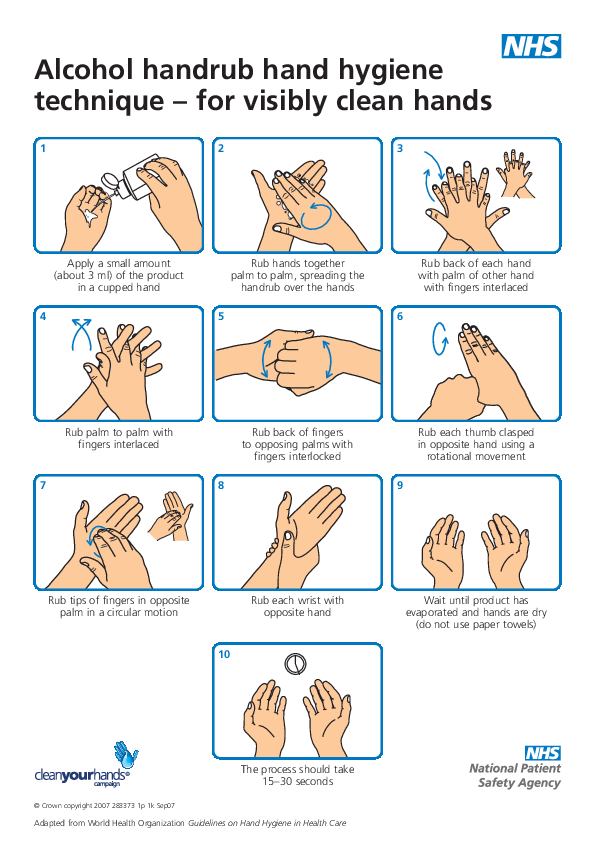 NHS
Alcohol handrub hand hygiene
technique – for visibly clean hands
1
Apply a small amount
(about 3 ml) of the product
in a cupped hand
2
Rub hands together
palm to palm, spreading the
handrub over the hands
3
Rub back of each hand
with palm of other hand
with fingers interlaced
4
Rub palm to palm with
fingers interlaced
5
Rub back of fingers
to opposing palms with
fingers interlocked
6
Rub each thumb clasped
in opposite hand using a
rotational movement
7
Rub tips of fingers in opposite
palm in a circular motion
8
Rub each wrist with
opposite hand
9
Wait until product has
evaporated and hands are dry
(do not use paper towels)
10
The process should take
15–30 seconds
cleanyourhands®
campaign
NHS
National Patient
Safety Agency
© Crown copyright 2007 283373 1p 1k Sep07
Adapted from World Health Organization Guidelines on Hand Hygiene in Health Care